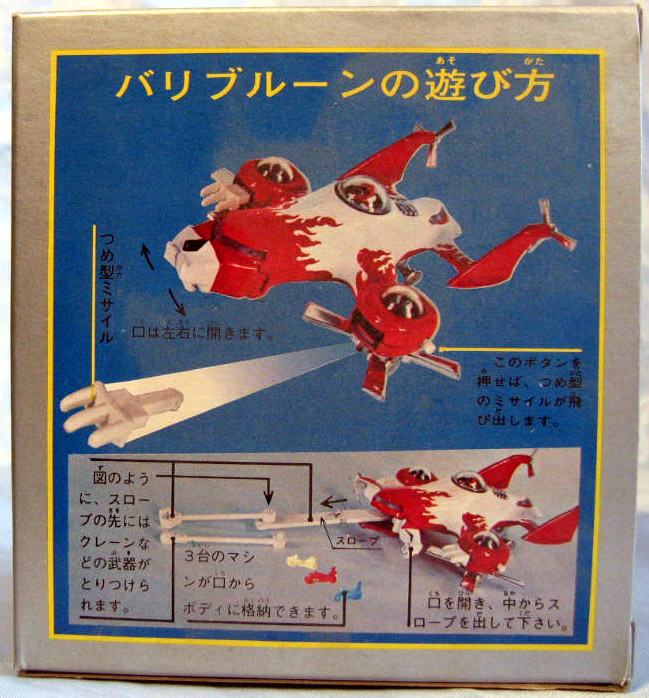 バリブルーンの遊び方
あそ
かた
つめ型ミサイル
口は左右に開きます。
このボタンを
押せば、つめ型
のミサイルが飛
び出します。
図のよう
に、スロー
プの先には
クレーンな
どの武器が
とりつけら
れます。
スロープ
3台のマシ
ンが口から
ボディに格納できます。
口を開き、中からス
ロープを出して下さい。